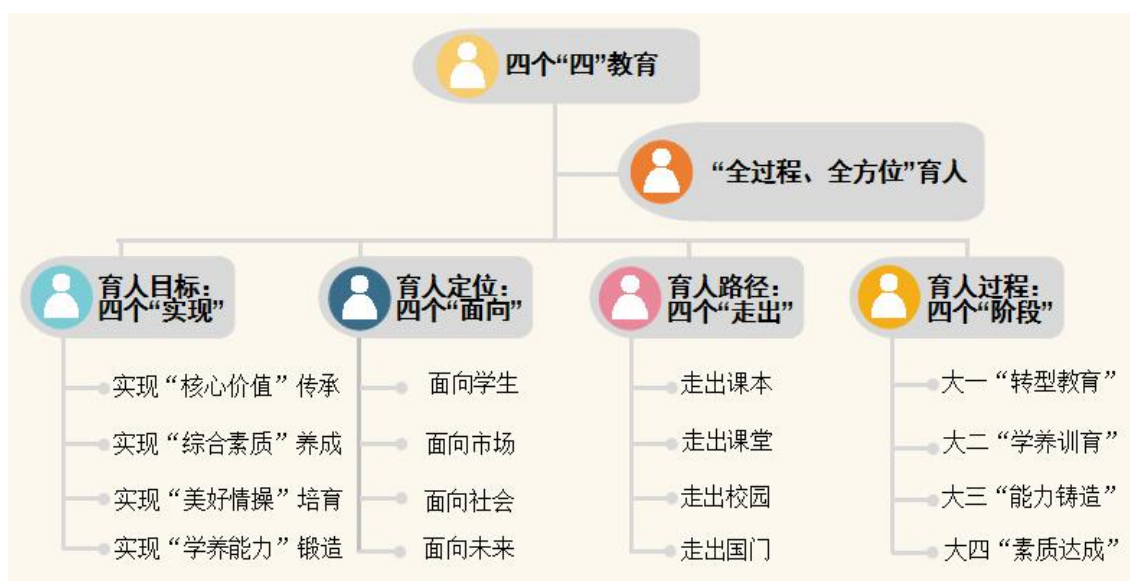 四个“四”教育
“全过程、全方位”育人
育人目标：
四个“实现”
实现“核心价值”传承
实现“综合素质”养成
实现“美好情操”培育
实现“学养能力”锻造
育人定位：
四个“面向”
面向学生
面向市场
面向社会
面向未来
育人路径：
四个“走出”
走出课本
走出课堂
走出校园
走出国门
育人过程：
四个“阶段”
大一“转型教育”
大二“学养训育”
大三“能力铸造”
大四“素质达成”